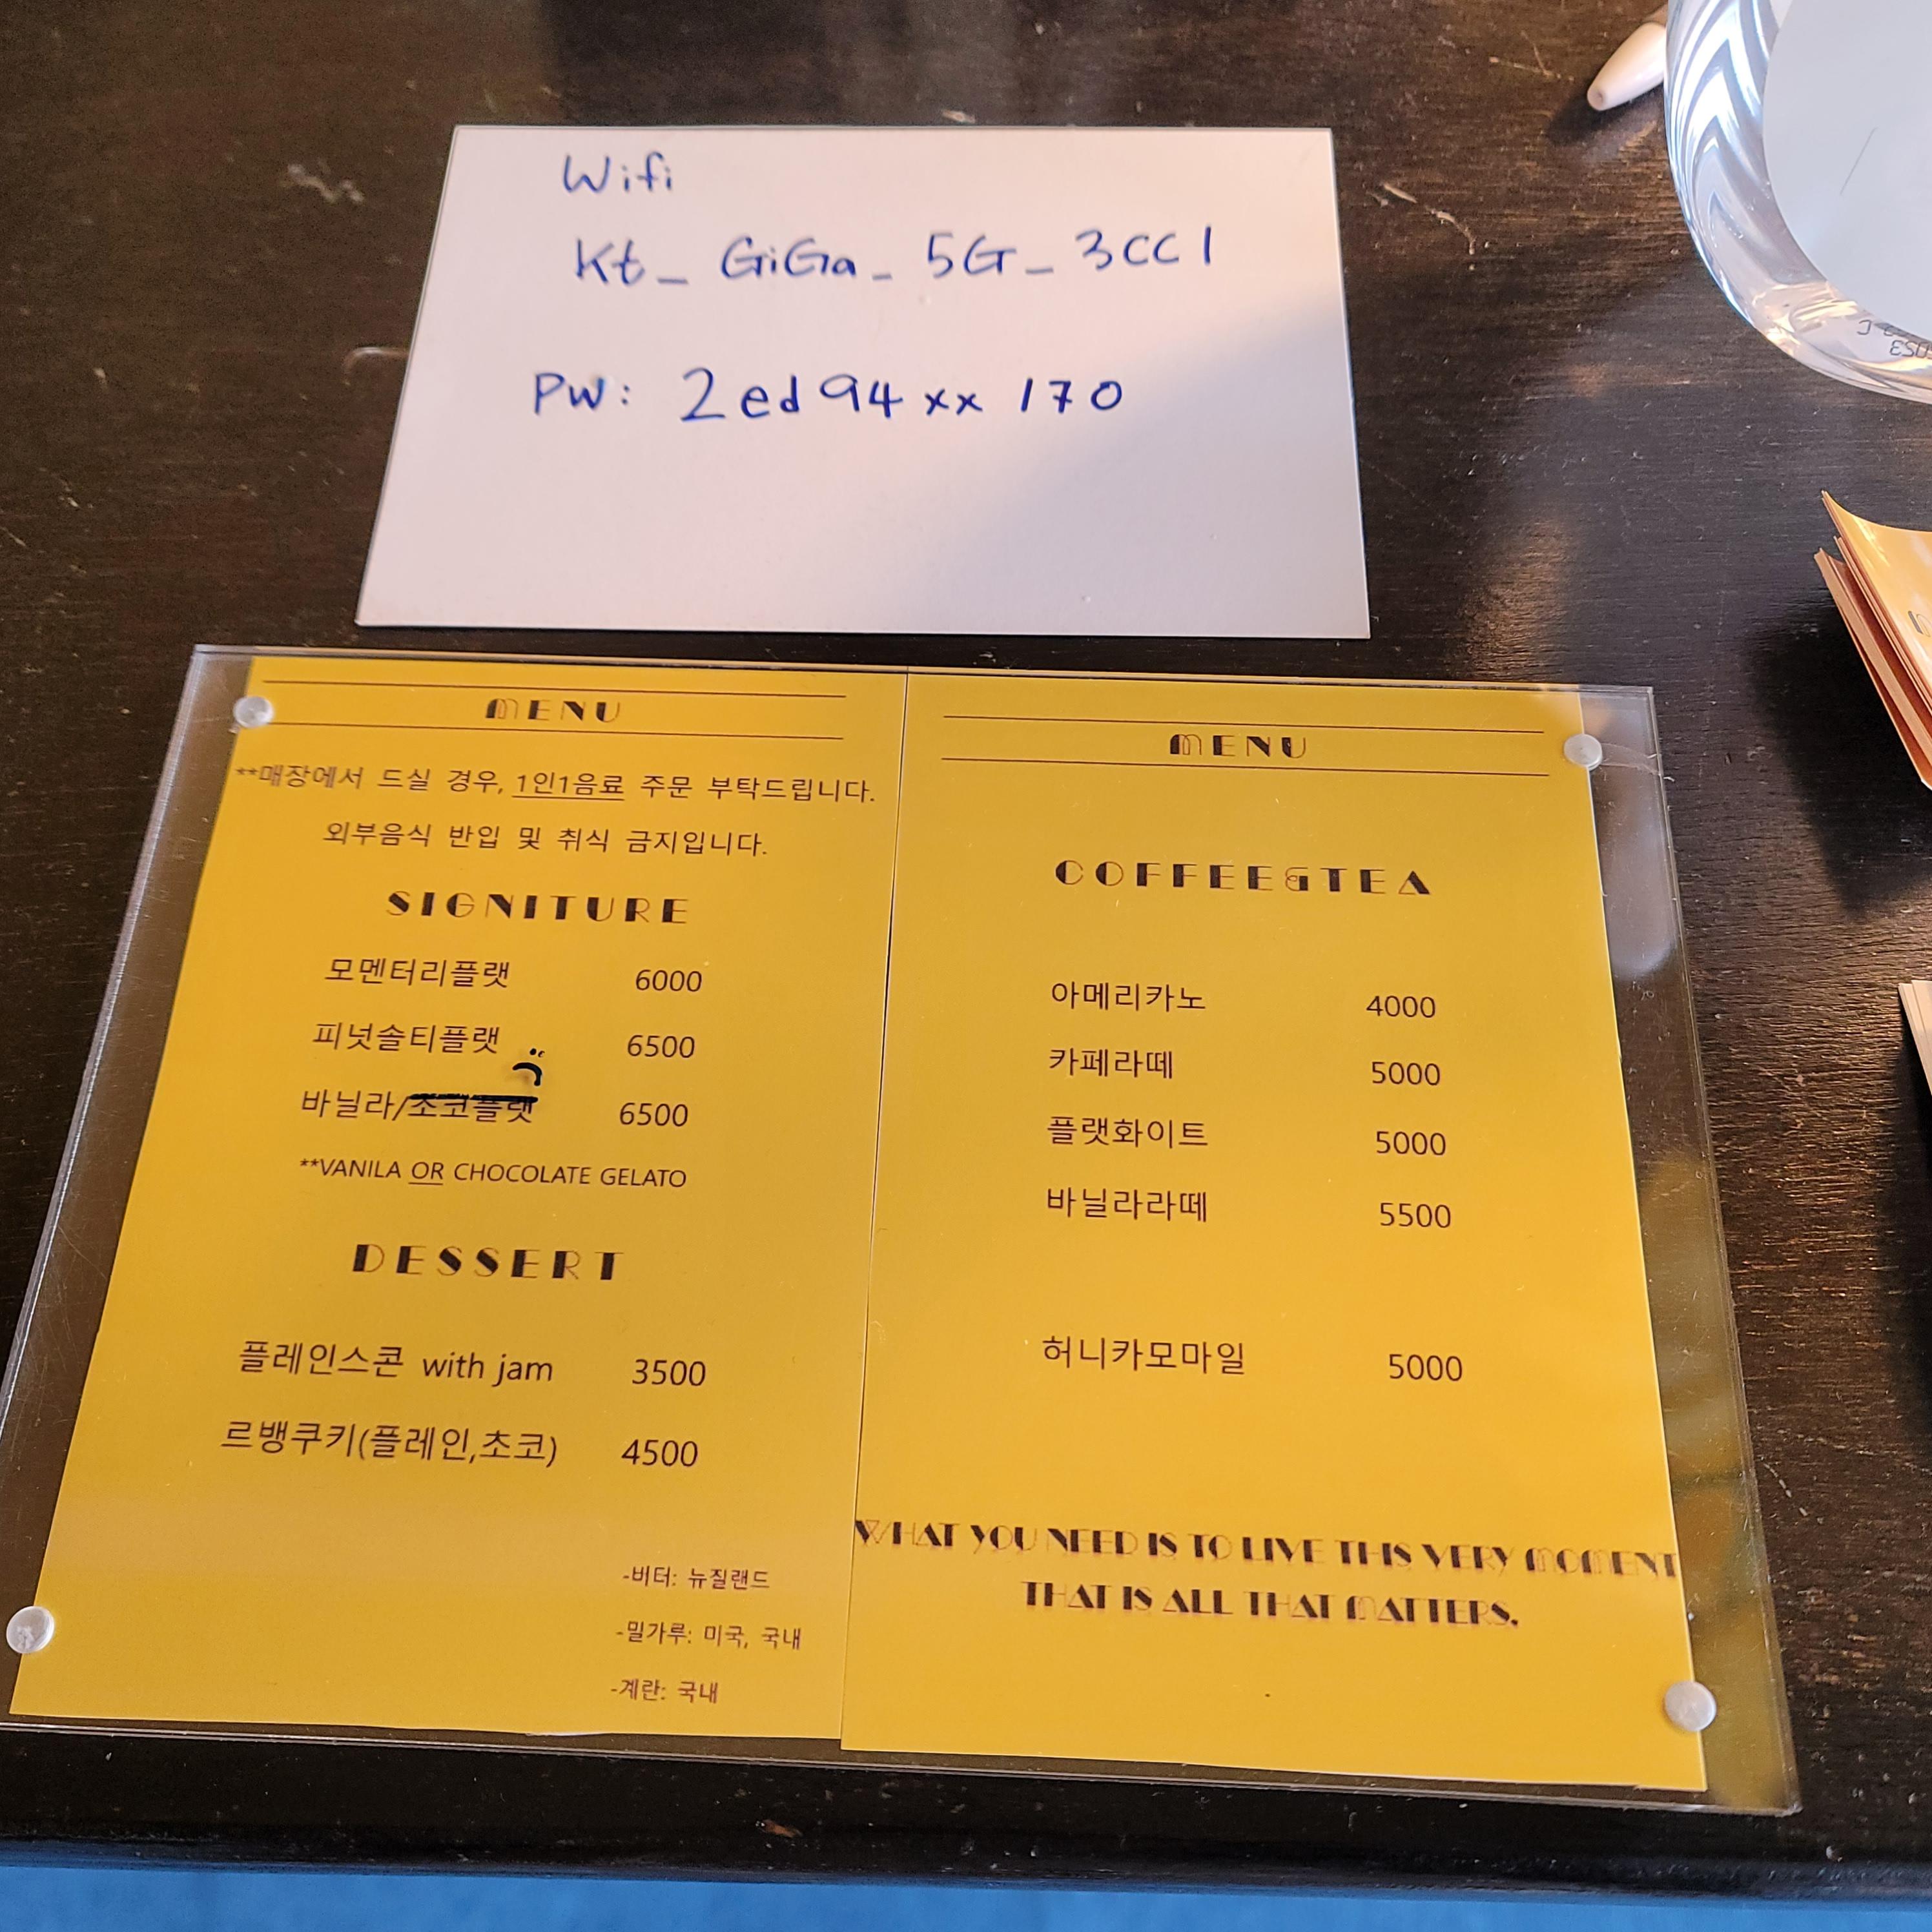 Wifi
Kt_ GiGa_5G_3CC1
PW: 2ed94xx170
MENU
**매장에서 드실 경우, 1인1음료 주문 부탁드립니다.
외부음식 반입 및 취식 금지입니다.
SIGNITURE
모멘터리플랫 6000
피넛솔티플랫 6500
바닐라/초코플랫 6500
**VANILA OR CHOCOLATE GELATO
DESSERT
플레인스콘 with jam 3500
르뱅쿠키(플레인,초코) 4500
-버터: 뉴질랜드
-밀가루: 미국, 국내
-계란: 국내
MENU
COFFEE&TEA
아메리카노 4000
카페라떼 5000
플랫화이트 5000
바닐라라떼 5500
허니카모마일 5000
WHAT YOU NEED IS TO LIVE THIS VERY MOMENT
THAT IS ALL THAT MATTERS.